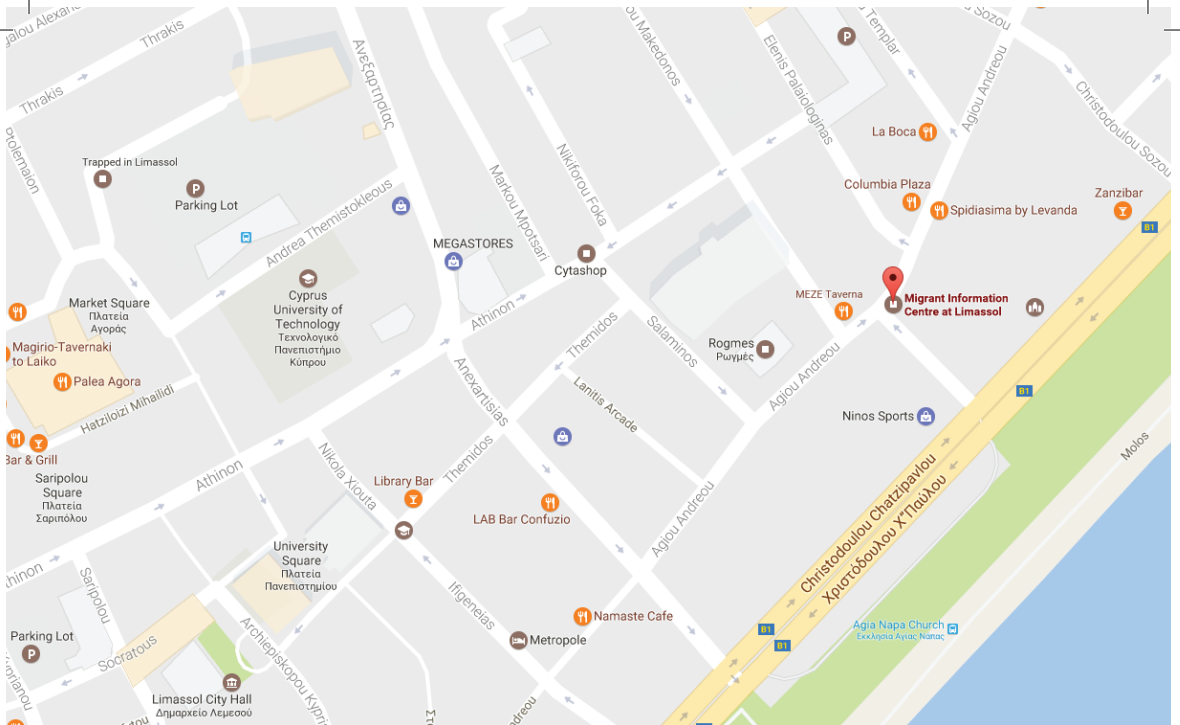 Thrakis
Thrakis
Ανεξαρτησίας
Elenis Palaiologinas
Templar
Agiou Andreou
Sozou
Christodoulou Sozou
Ptolemaion
Trapped in Limassol
P
Parking Lot
Andrea Themistokleous
Markou Mpotsari
Nikiforou Foka
La Boca
Columbia Plaza
Spidiasima by Levanda
Zanzibar
B1
MEGASTORES
Cytashop
Cyprus
University of
Technology
Τεχνολογικό
Πανεπιστήμιο
Κύπρου
Market Square
Πλατεία
Αγοράς
Athinon
MEZE Taverna
Migrant Information
Centre at Limassol
Magirio-Tavernaki
to Laiko
Palea Agora
Hatziloizi Mihailidi
Themidos
Salaminos
Rogmes
Ρωγμές
Agiou Andreou
Lanitis Arcade
Anexartisias
B1
Ninos Sports
Molos
Bar & Grill
Saripolou
Square
Πλατεία
Σαριπόλου
Athinon
Nikola Xiouta
Themidos
Library Bar
LAB Bar Confuzio
Agiou Andreou
Christodoulou Chatzipavlou
Χριστόδουλου Χ"Παύλου
University
Square
Πλατεία
Πανεπιστημίου
Saripolou
Ifigeneias
Namaste Cafe
Metropole
B1
B1
Agia Napa Church
Εκκλησία Αγιας Νάπας
Parking Lot
P
Socratous
Archiepiskopou Kypri
Limassol City Hall
Δημαρχείο Λεμεσού